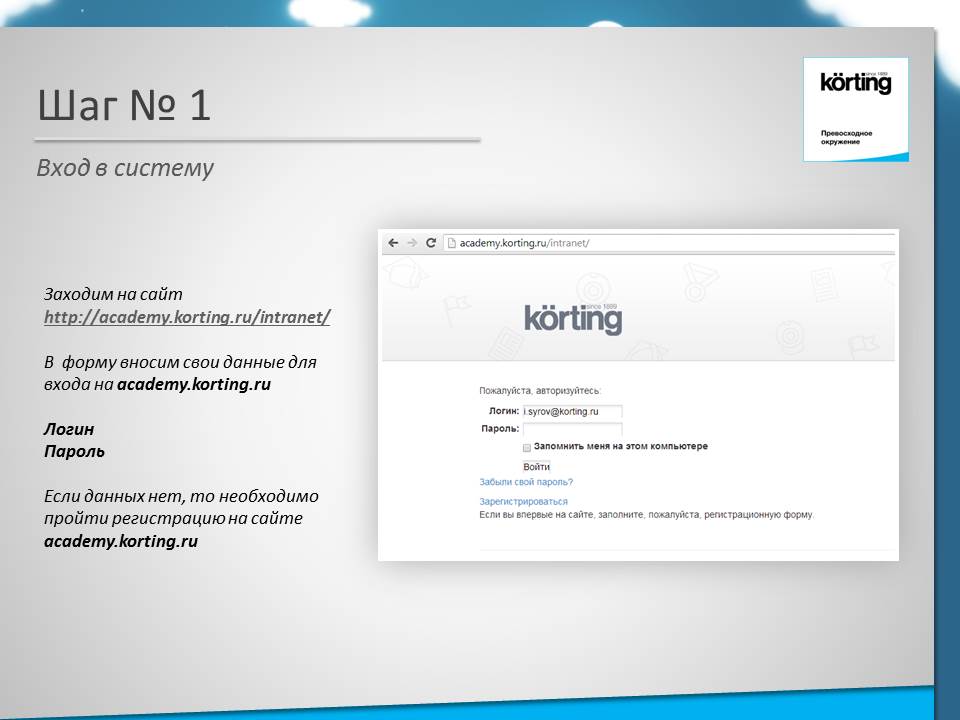 Шаг № 1
körting
since 1889
Превосходное
окружение
Вход в систему
Заходим на сайт
http://academy.korting.ru/intranet/
В форму вносим свои данные для
входа на academy.korting.ru
Логин
Пароль
Если данных нет, то необходимо
пройти регистрацию на сайте
academy.korting.ru
academy.korting.ru/intranet/
since 1889
körting
Пожалуйста, авторизуйтесь:
Логин: i.syrov@korting.ru
Пароль:
Запомнить меня на этом компьютере
Войти
Забыли свой пароль?
Зарегистрироваться
Если вы впервые на сайте, заполните, пожалуйста, регистрационную форму.